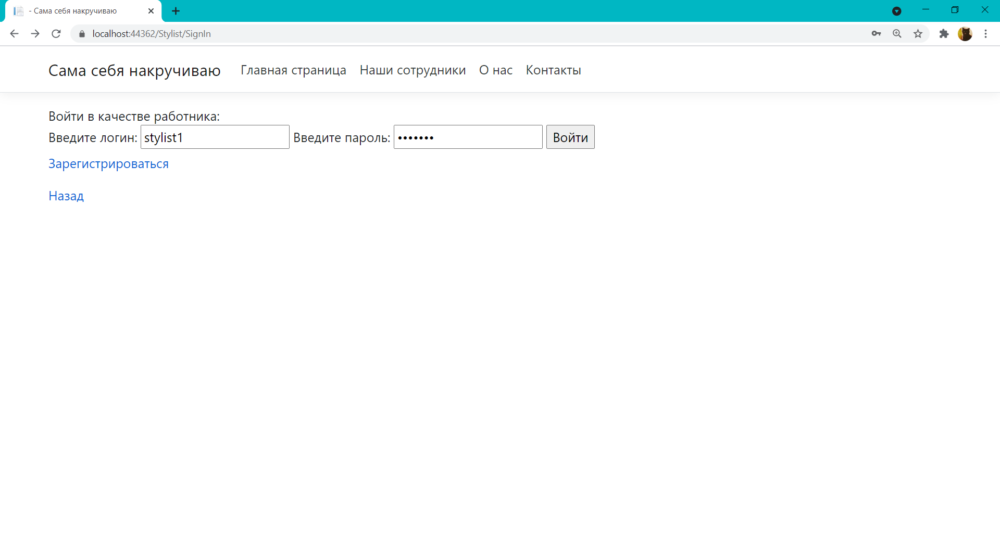 - Сама себя накручиваю
localhost:44362/Stylist/SignIn
Сама себя накручиваю Главная страница Наши сотрудники О нас Контакты
Войти в качестве работника:
Введите логин: stylist1 Введите пароль: ••••••• Войти
Зарегистрироваться
Назад